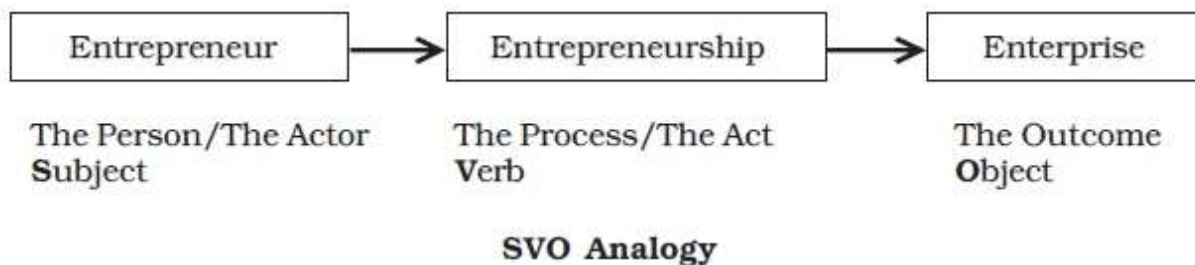 Entrepreneur Entrepreneurship Enterprise
The Person/The Actor The Process/The Act The Outcome
Subject Verb Object
SVO Analogy